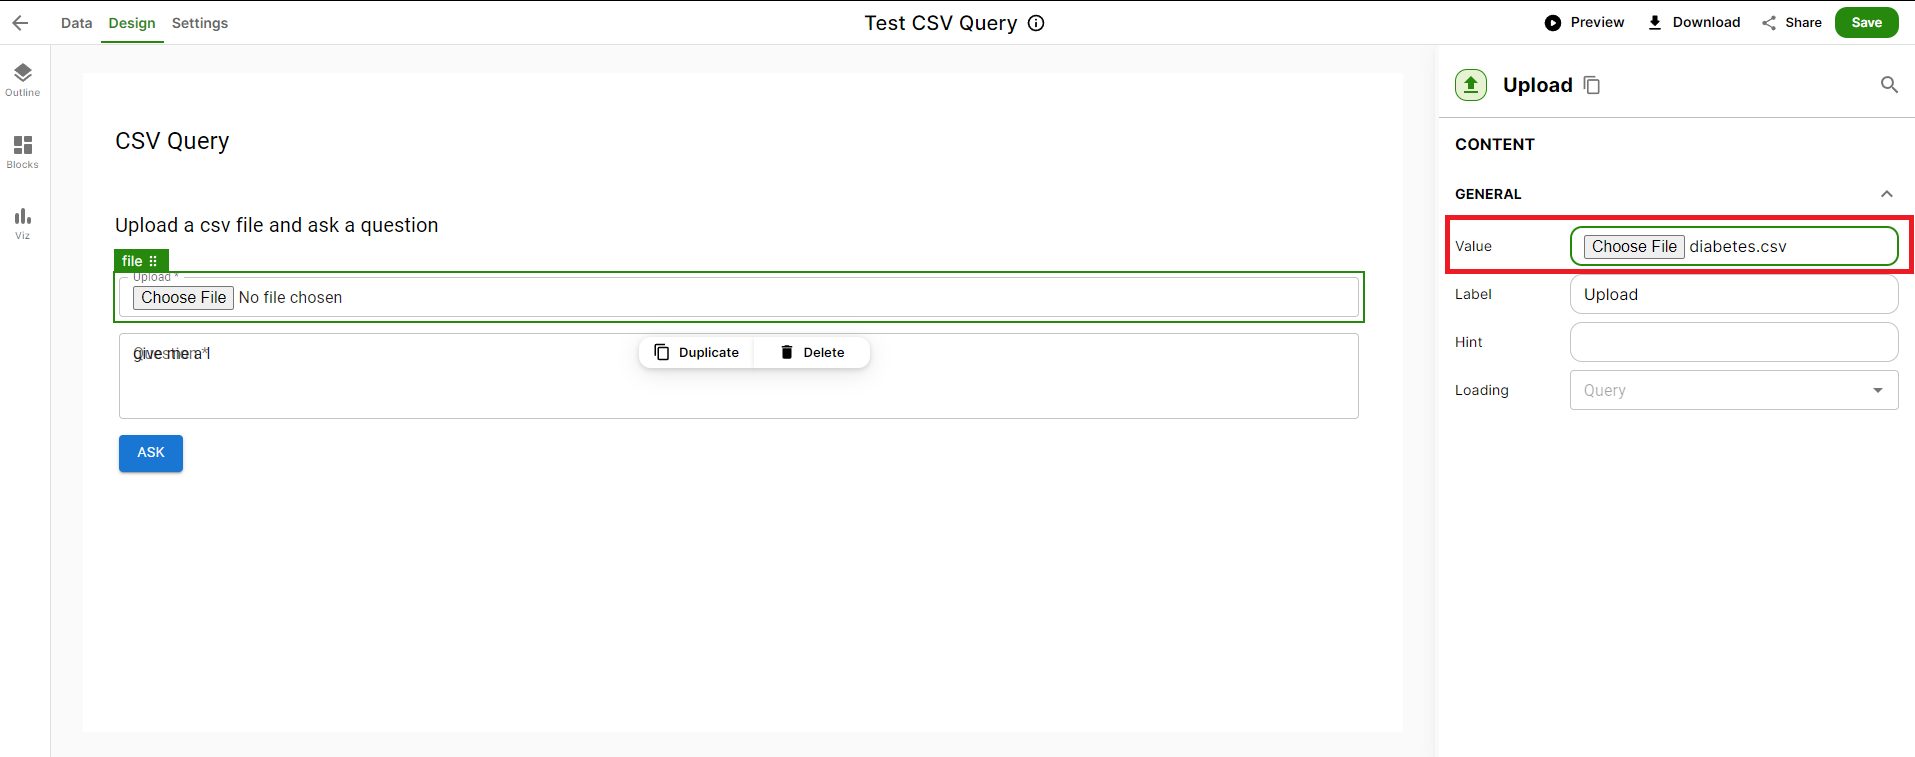 Data Design Settings
Test CSV Query
Preview Download Share Save
Outline
Blocks
Viz
CSV Query
Upload a csv file and ask a question
file
Upload *
Choose File No file chosen
give me a l
Duplicate Delete
ASK
Upload
CONTENT
GENERAL
Value Choose File diabetes.csv
Label Upload
Hint
Loading Query